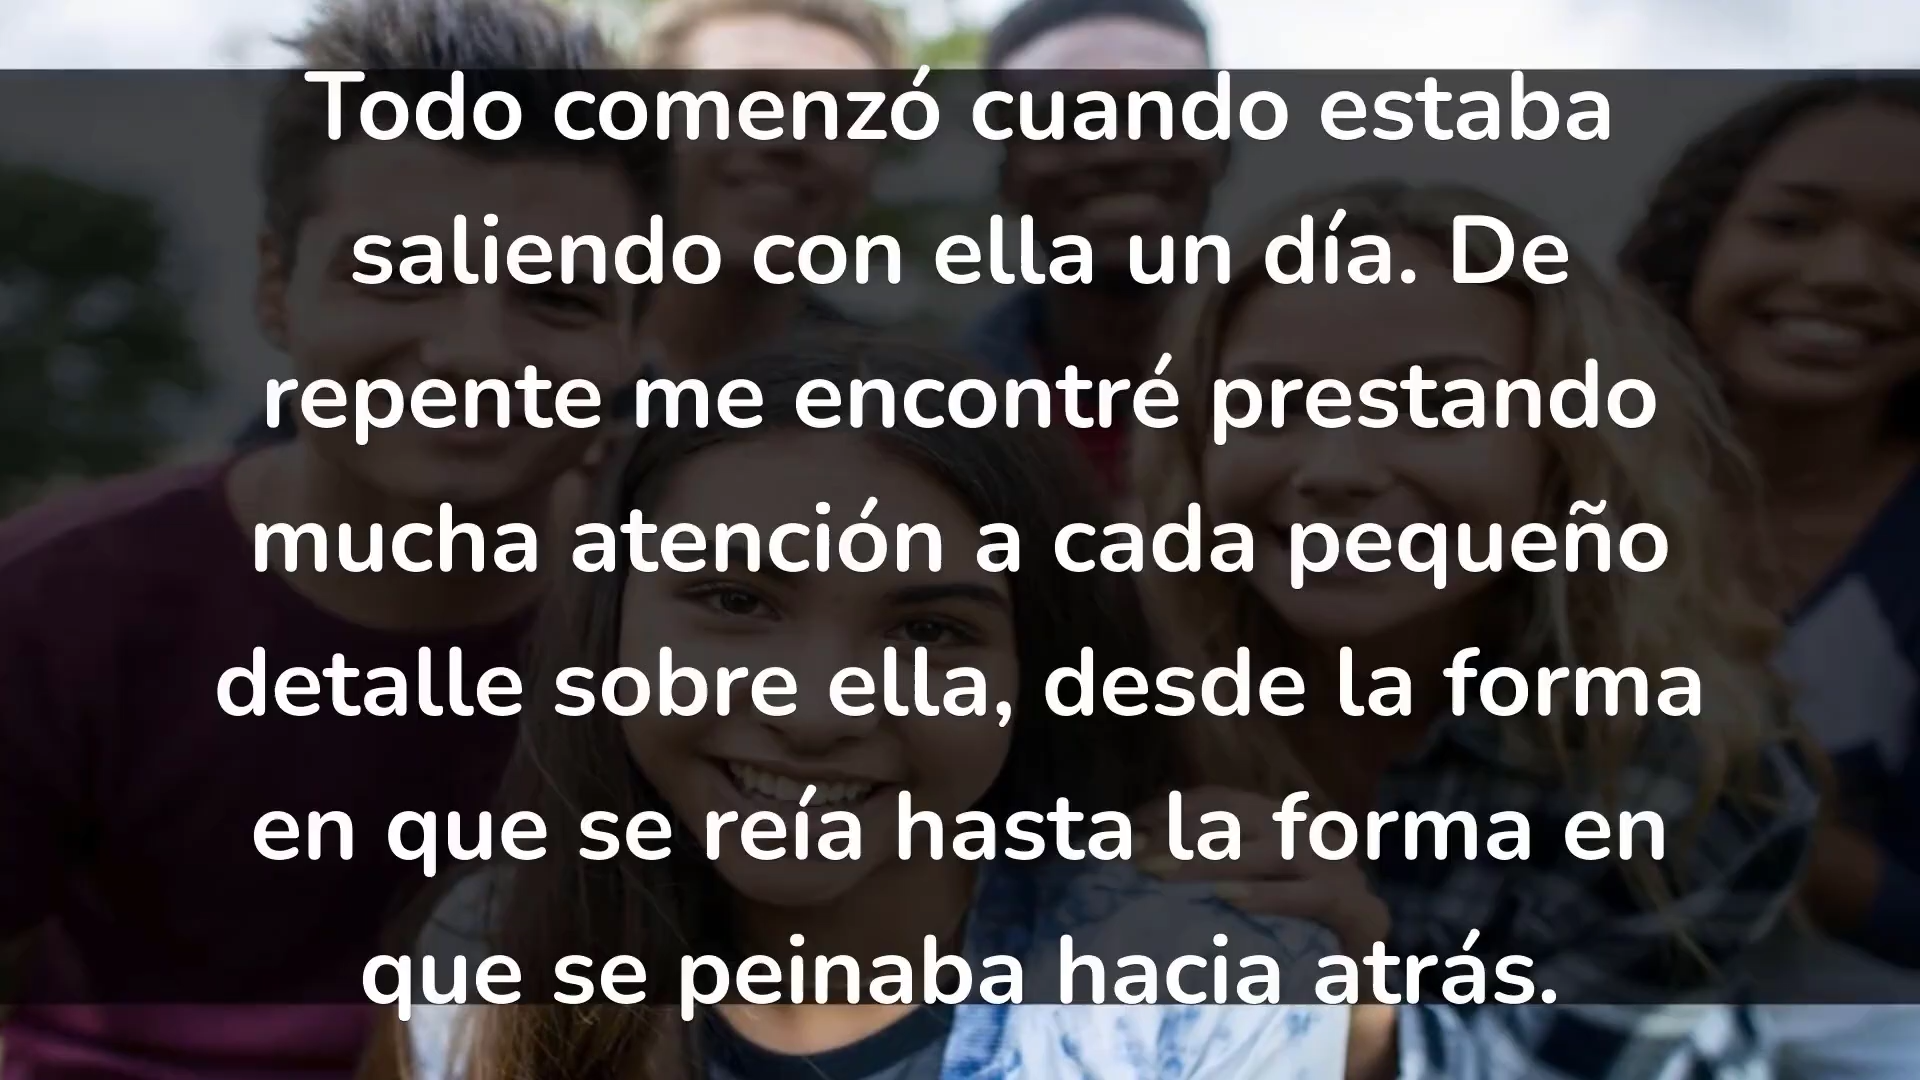 Todo comenzó cuando estaba
saliendo con ella un día. De
repente me encontré prestando
mucha atención a cada pequeño
detalle sobre ella, desde la forma
en que se reía hasta la forma en
que se peinaba hacia atrás.